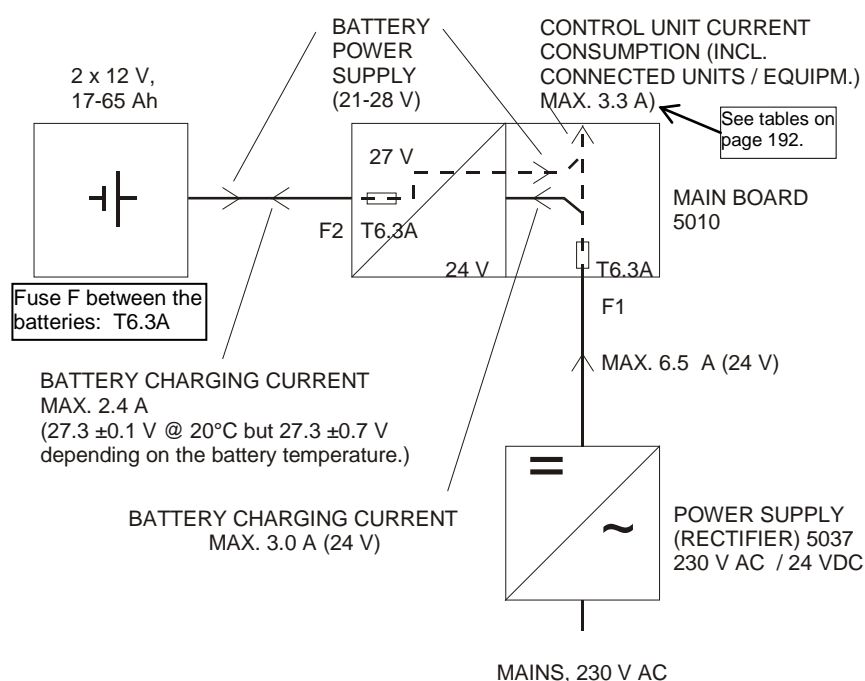 BATTERY
POWER
SUPPLY
(21-28 V)
CONTROL UNIT CURRENT
CONSUMPTION (INCL.
CONNECTED UNITS / EQUIPM.)
MAX. 3.3 A)
See tables on
page 192.
2 x 12 V,
17-65 Ah
27 V
F2 T6.3A
24 V
T6.3A
F1
MAIN BOARD
5010
Fuse F between the
batteries: T6.3A
MAX. 6.5 A (24 V)
BATTERY CHARGING CURRENT
MAX. 2.4 A
(27.3 ±0.1 V @ 20°C but 27.3 ±0.7 V
depending on the battery temperature.)
BATTERY CHARGING CURRENT
MAX. 3.0 A (24 V)
=
~
POWER SUPPLY
(RECTIFIER) 5037
230 V AC / 24 VDC
MAINS, 230 V AC